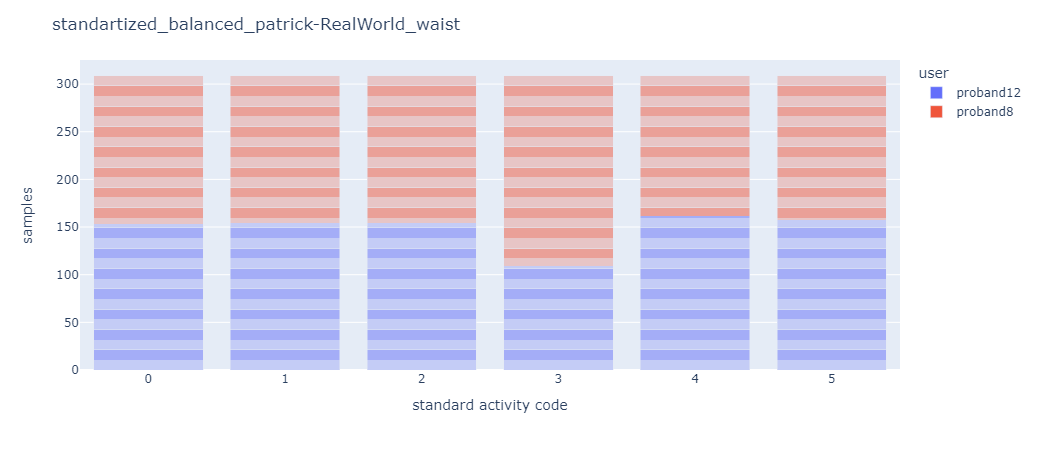 standartized_balanced_patrick-RealWorld_waist
user
proband12
proband8
300
250
200
150
100
50
0
samples
0 1 2 3 4 5
standard activity code